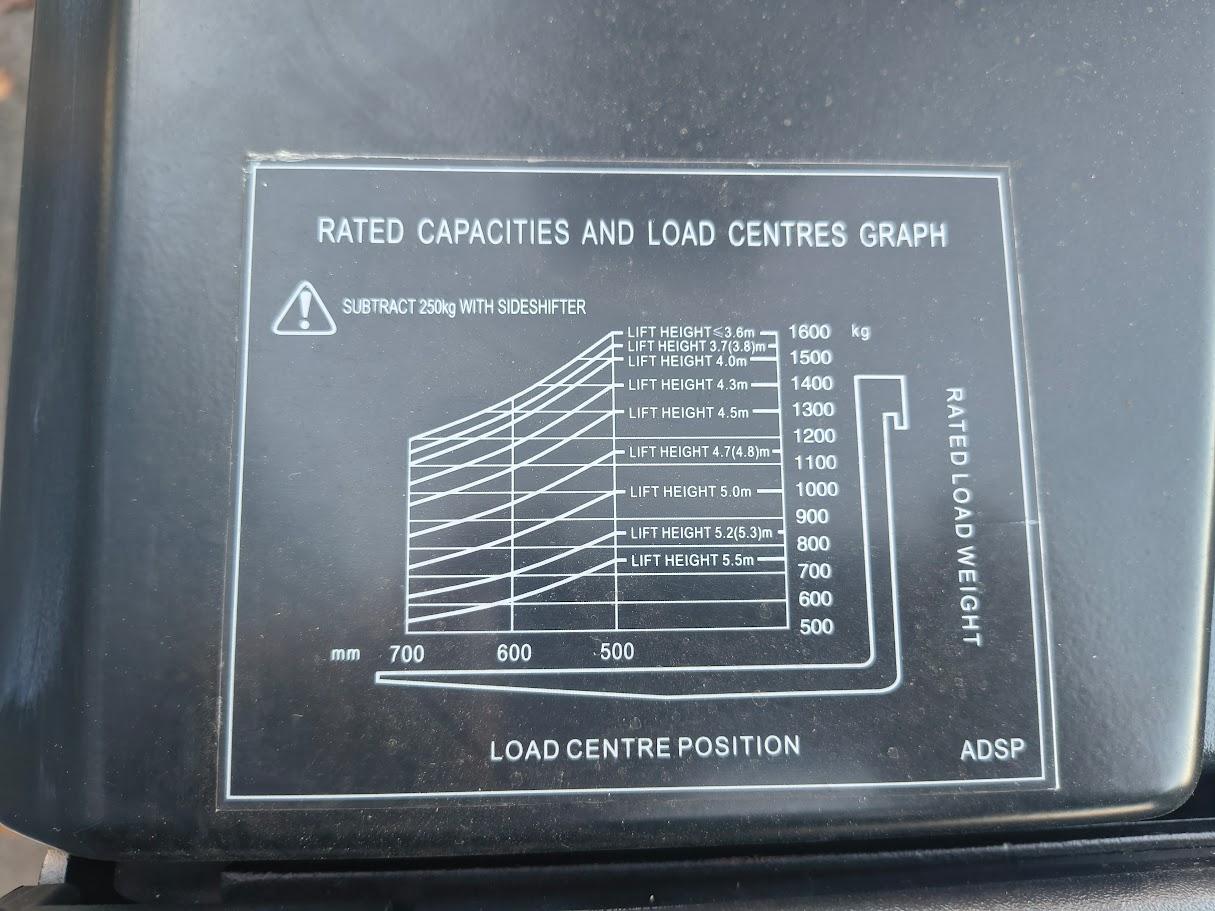 RATED CAPACITIES AND LOAD CENTRES GRAPH
SUBTRACT 250kg WITH SIDESHIFTER
LIFT HEIGHT≤3.6m 1600 kg
LIFT HEIGHT 3.7(3.8)m
LIFT HEIGHT 4.0m 1500
LIFT HEIGHT 4.3m 1400
LIFT HEIGHT 4.5m 1300
1200
LIFT HEIGHT 4.7(4.8)m 1100
LIFT HEIGHT 5.0m 1000
900
LIFT HEIGHT 5.2(5.3)m 800
LIFT HEIGHT 5.5m 700
600
500
RATED LOAD WEIGHT
mm 700 600 500
LOAD CENTRE POSITION
ADSP